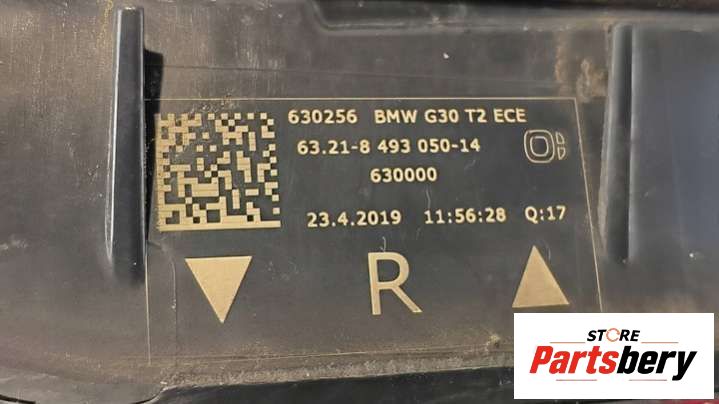 630256 BMW G30 T2 ECE
63.21-8 493 050-14
630000
23.4.2019 11:56:28 Q:17
R
STORE
Partsbery